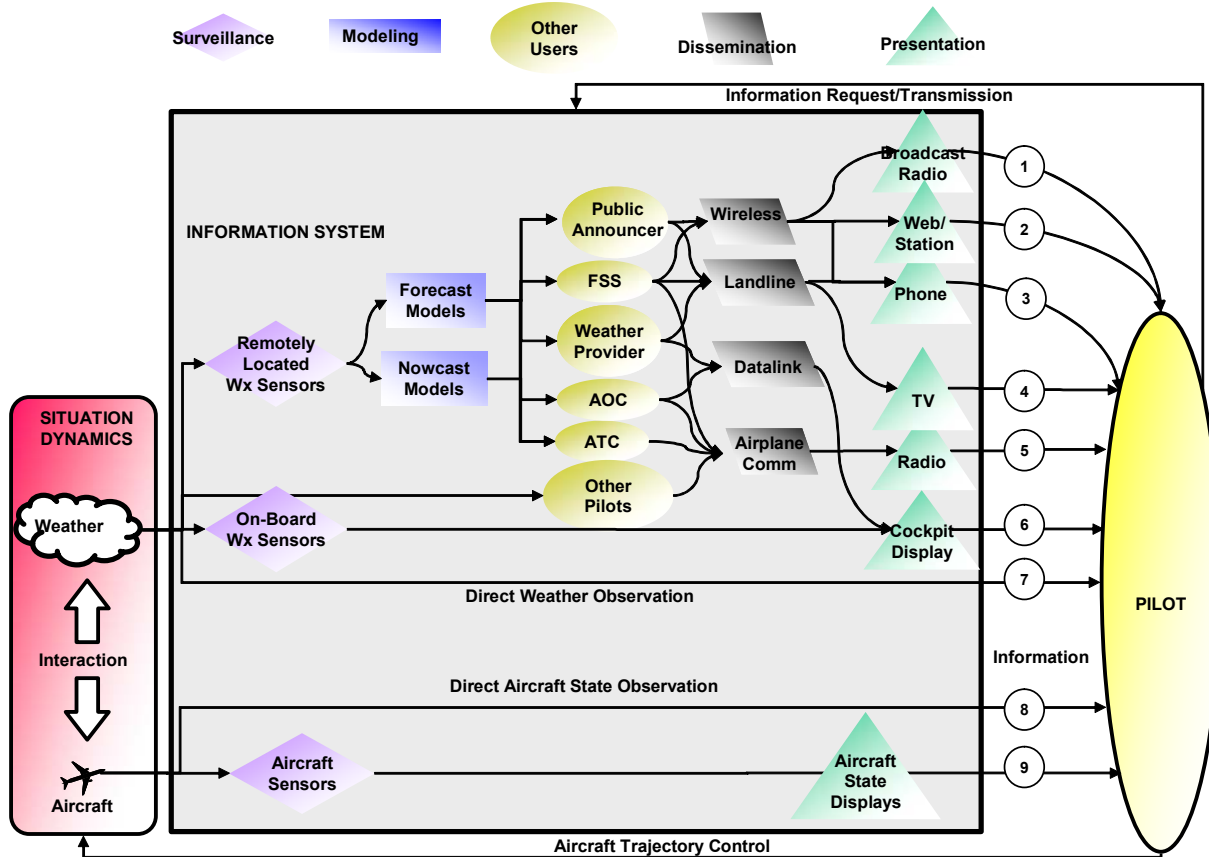 Surveillance
Modeling
Other
Users
Dissemination
Presentation
Information Request/Transmission
INFORMATION SYSTEM
Broadcast
Radio
1
Public
Announcer
Wireless
Web/
Station
2
FSS
Landline
Phone
3
Forecast
Models
Remotely
Located
Wx Sensors
Nowcast
Models
Weather
Provider
Datalink
TV
4
AOC
ATC
Airplane
Comm
Radio
5
SITUATION
DYNAMICS
Other
Pilots
Weather
On-Board
Wx Sensors
Cockpit
Display
6
Direct Weather Observation
7
PILOT
Interaction
Information
Direct Aircraft State Observation
8
Aircraft
Aircraft
Sensors
Aircraft
State
Displays
9
Aircraft Trajectory Control